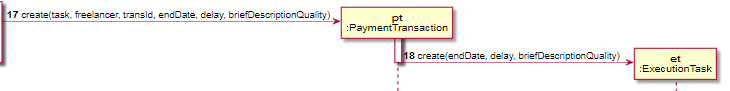 17 create(task, freelancer, transId, endDate, delay, briefDescriptionQuality)
pt
:PaymentTransaction
18 create(endDate, delay, briefDescriptionQuality)
et
:ExecutionTask